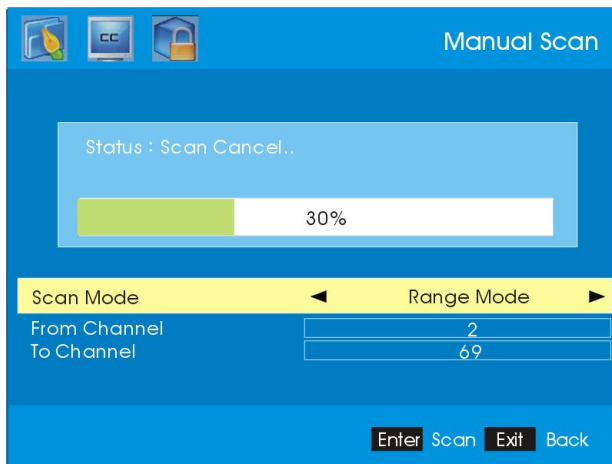 CC
Manual Scan
Status : Scan Cancel..
30%
Scan Mode ◄ Range Mode ►
From Channel 2
To Channel 69
Enter Scan Exit Back